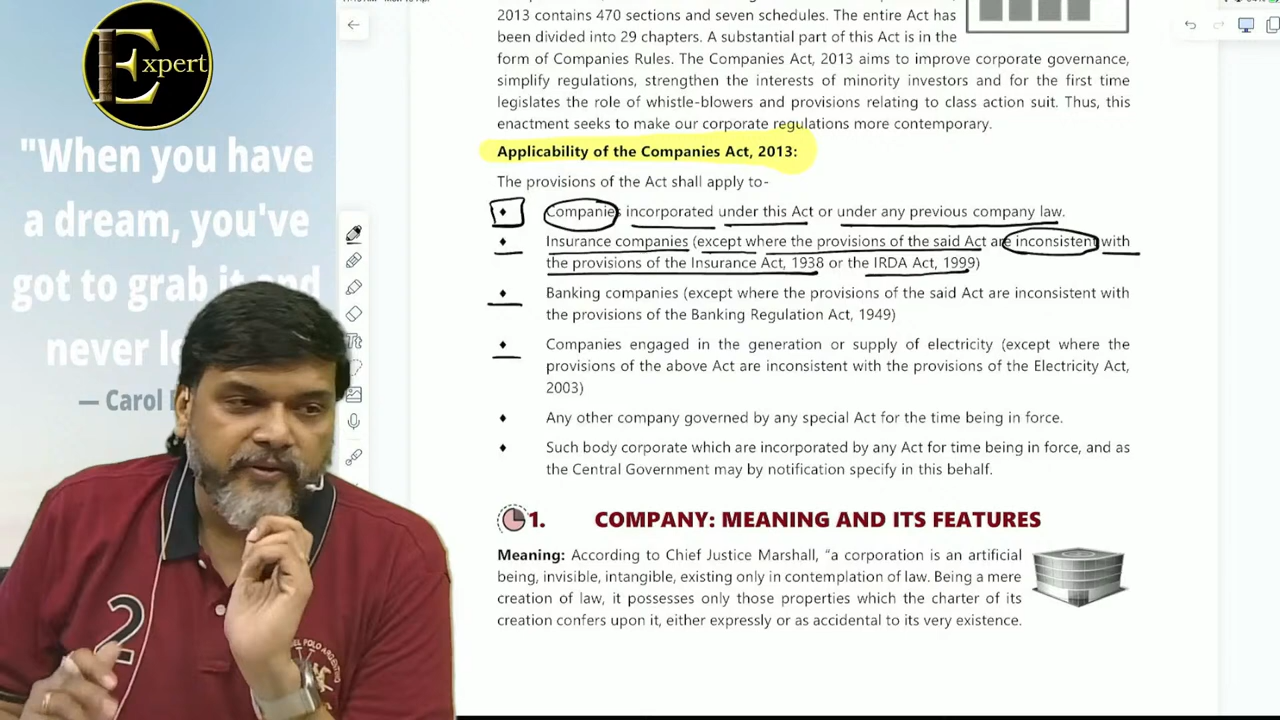 Expert
"When you have
a dream, you've
got to grab it and
never l
— Carol
2013 contains 470 sections and seven schedules. The entire Act has
been divided into 29 chapters. A substantial part of this Act is in the
form of Companies Rules. The Companies Act, 2013 aims to improve corporate governance,
simplify regulations, strengthen the interests of minority investors and for the first time
legislates the role of whistle-blowers and provisions relating to class action suit. Thus, this
enactment seeks to make our corporate regulations more contemporary.
Applicability of the Companies Act, 2013:
The provisions of the Act shall apply to-
♦ Companies incorporated under this Act or under any previous company law.
♦ Insurance companies (except where the provisions of the said Act are inconsistent with
the provisions of the Insurance Act, 1938 or the IRDA Act, 1999)
♦ Banking companies (except where the provisions of the said Act are inconsistent with
the provisions of the Banking Regulation Act, 1949)
♦ Companies engaged in the generation or supply of electricity (except where the
provisions of the above Act are inconsistent with the provisions of the Electricity Act,
2003)
♦ Any other company governed by any special Act for the time being in force.
♦ Such body corporate which are incorporated by any Act for time being in force, and as
the Central Government may by notification specify in this behalf.
1. COMPANY: MEANING AND ITS FEATURES
Meaning: According to Chief Justice Marshall, “a corporation is an artificial
being, invisible, intangible, existing only in contemplation of law. Being a mere
creation of law, it possesses only those properties which the charter of its
creation confers upon it, either expressly or as accidental to its very existence.
2